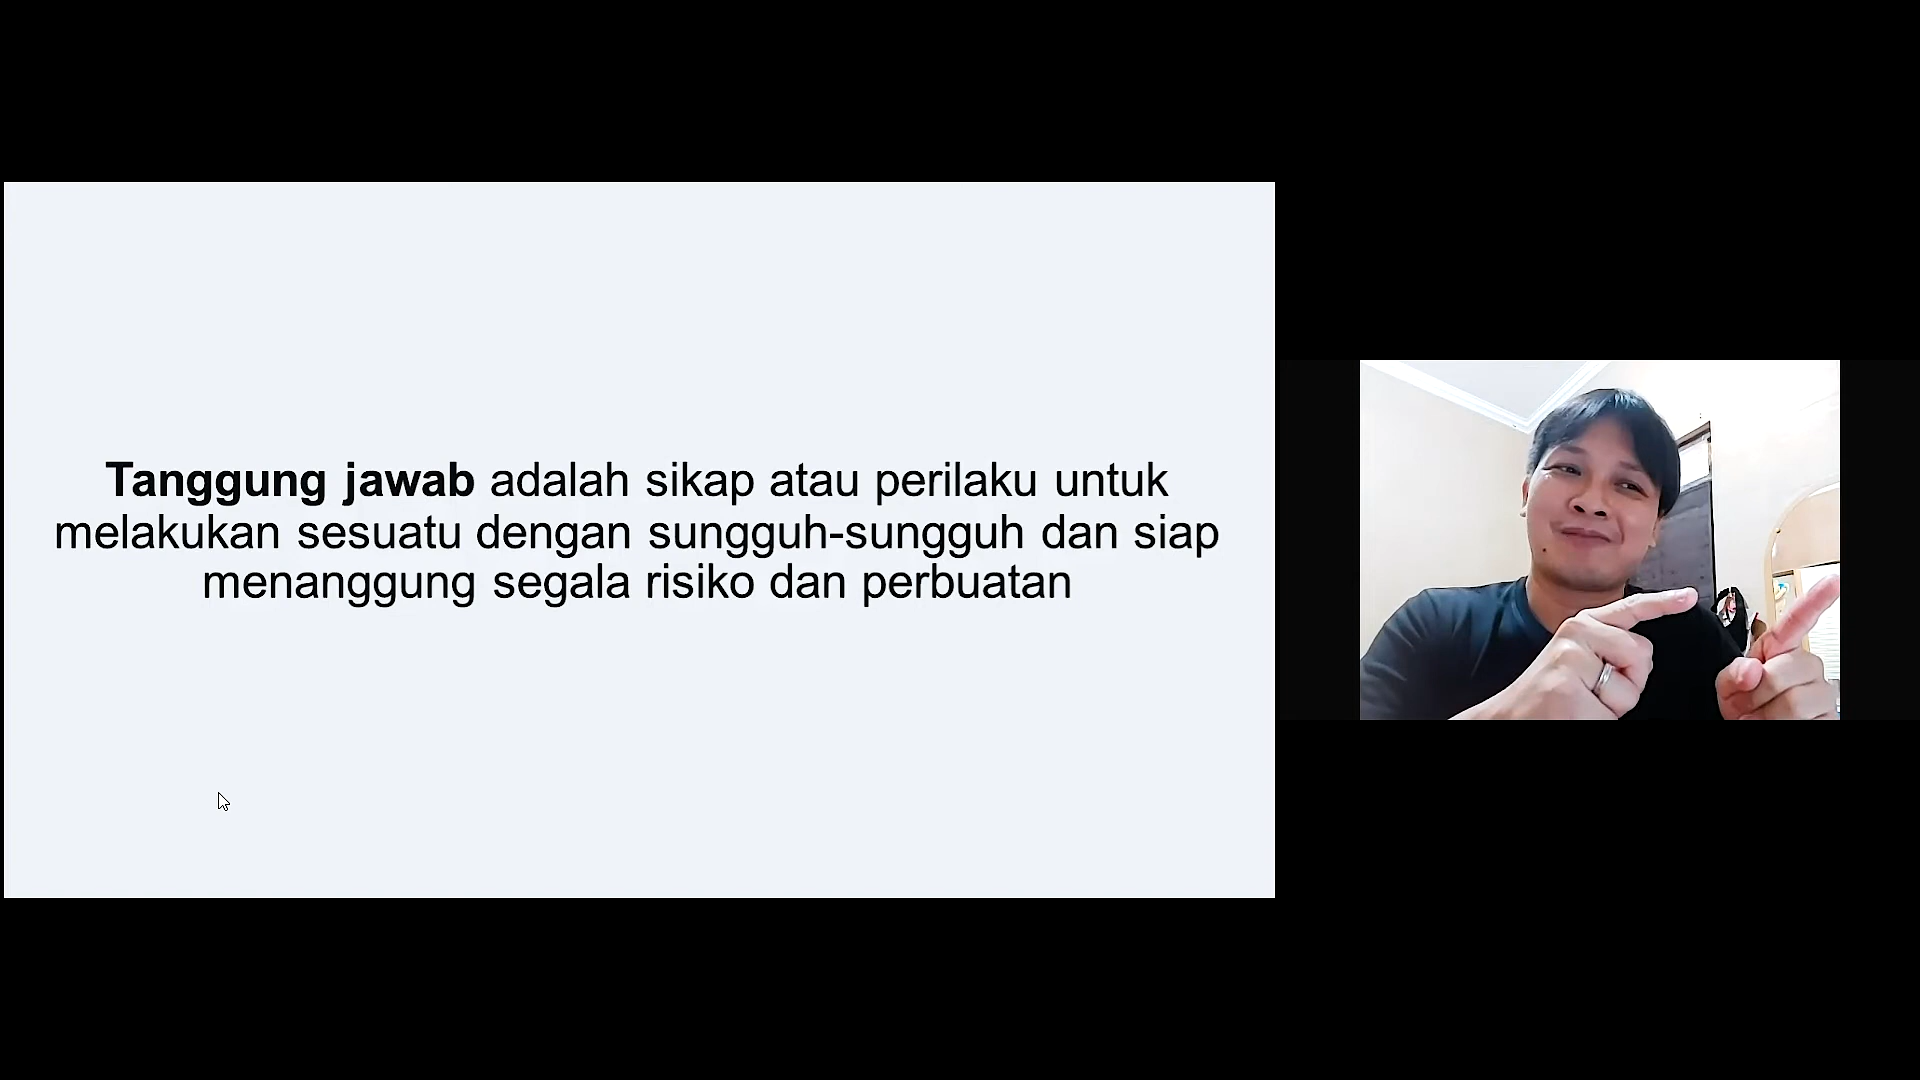 Tanggung jawab adalah sikap atau perilaku untuk
melakukan sesuatu dengan sungguh-sungguh dan siap
menanggung segala risiko dan perbuatan